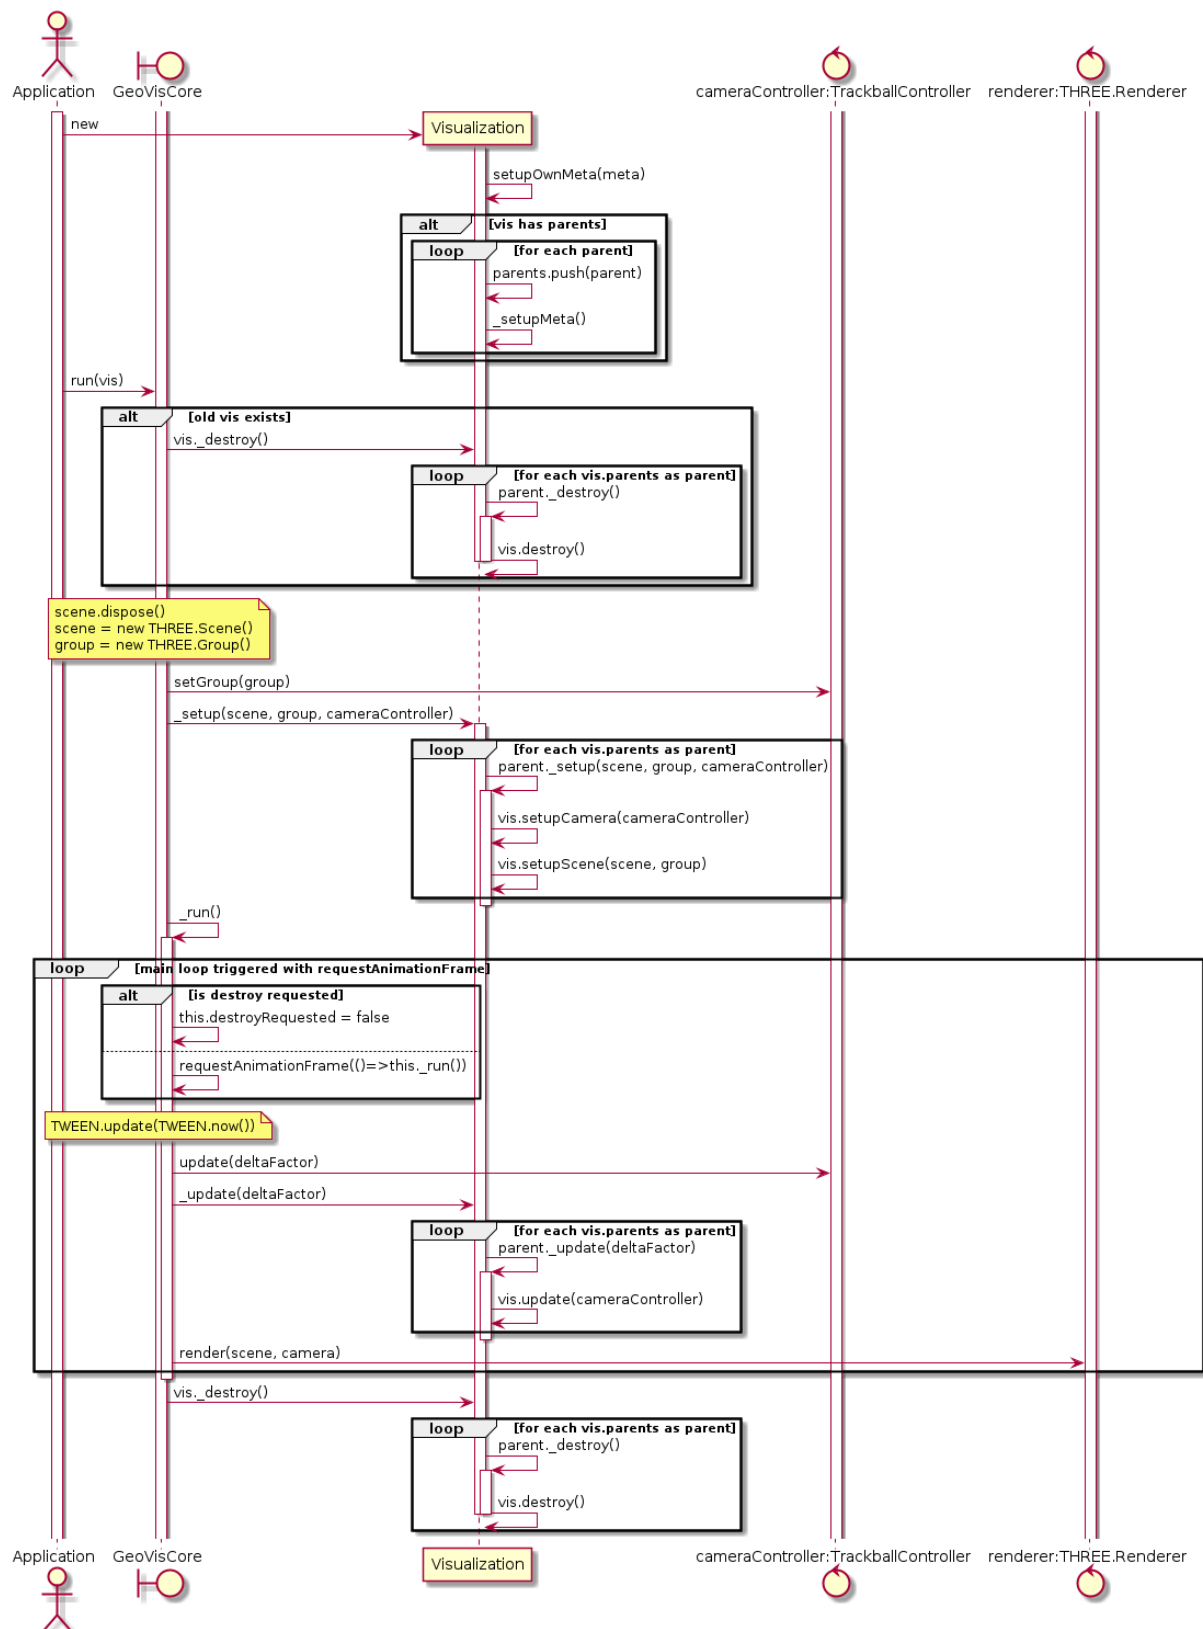 Application
GeoVisCore
cameraController:TrackballController
renderer:THREE.Renderer
new
Visualization
setupOwnMeta(meta)
alt
[vis has parents]
loop
[for each parent]
parents.push(parent)
_setupMeta()
run(vis)
alt
[old vis exists]
vis._destroy()
loop
[for each vis.parents as parent]
parent._destroy()
vis.destroy()
scene.dispose()
scene = new THREE.Scene()
group = new THREE.Group()
setGroup(group)
_setup(scene, group, cameraController)
loop
[for each vis.parents as parent]
parent._setup(scene, group, cameraController)
vis.setupCamera(cameraController)
vis.setupScene(scene, group)
_run()
loop
[main loop triggered with requestAnimationFrame]
alt
[is destroy requested]
this.destroyRequested = false
requestAnimationFrame(()=>this._run())
TWEEN.update(TWEEN.now())
update(deltaFactor)
_update(deltaFactor)
loop
[for each vis.parents as parent]
parent._update(deltaFactor)
vis.update(cameraController)
render(scene, camera)
vis._destroy()
loop
[for each vis.parents as parent]
parent._destroy()
vis.destroy()
Application
GeoVisCore
Visualization
cameraController:TrackballController
renderer:THREE.Renderer